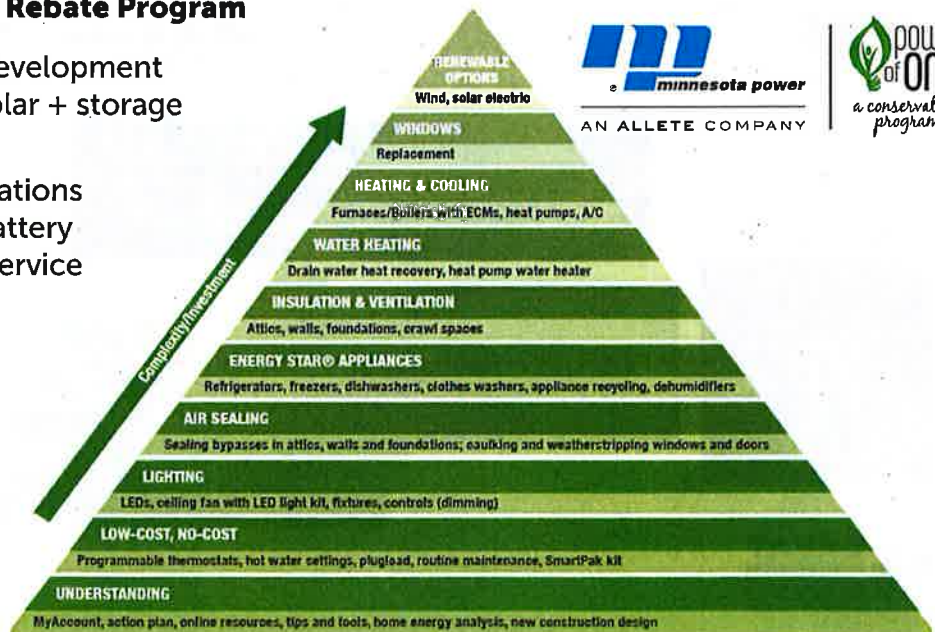 Rebate Program
evelopment
lar + storage
ations
attery
ervice
Complexity/Investment
RENEWABLE
OPTIONS
Wind, solar electric
WINDOWS
Replacement
HEATING & COOLING
Furnaces/Boilers with ECMs, heat pumps, A/C
WATER HEATING
Drain water heat recovery, heat pump water heater
INSULATION & VENTILATION
Attics, walls, foundations, crawl spaces
ENERGY STAR® APPLIANCES
Refrigerators, freezers, dishwashers, clothes washers, appliance recycling, dehumidifiers
AIR SEALING
Sealing bypasses in attics, walls and foundations; caulking and weatherstripping windows and doors
LIGHTING
LEDs, ceiling fan with LED light kit, fixtures, controls (dimming)
LOW-COST, NO-COST
Programmable thermostats, hot water settings, plugload, routine maintenance, SmartPak kit
UNDERSTANDING
MyAccount, action plan, online resources, tips and tools, home energy analysis, new construction design
mp
minnesota power
AN ALLETE COMPANY
pow
of On
a conservat
program